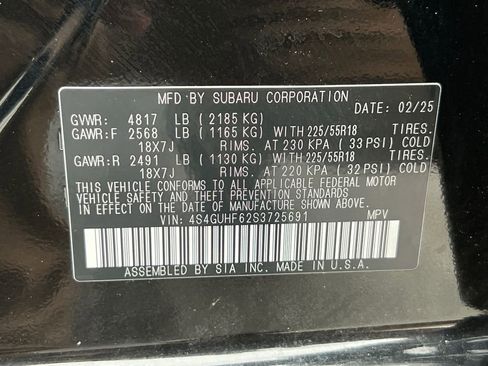 MFD BY SUBARU CORPORATION
DATE: 02/25
GVWR: 4817 LB ( 2185 KG)
GAWR:F 2568 LB ( 1165 KG) WITH 225/55R18 TIRES.
18X7J RIMS. AT 230 KPA ( 33 PSI) COLD
GAWR:R 2491 LB ( 1130 KG) WITH 225/55R18 TIRES.
18X7J RIMS. AT 220 KPA ( 32 PSI) COLD
THIS VEHICLE CONFORMS TO ALL APPLICABLE FEDERAL MOTOR
VEHICLE SAFETY AND THEFT PREVENTION STANDARDS
IN EFFECT ON THE DATE OF MANUFACTURE SHOWN ABOVE.
VIN: 4S4GUHF62S3725691 MPV
ASSEMBLED BY SIA INC. MADE IN U.S.A.